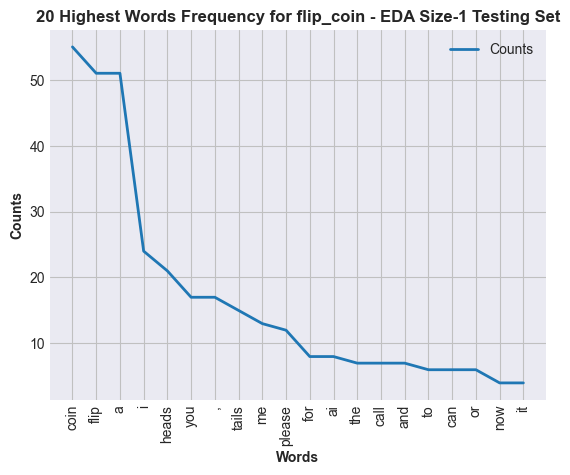 20 Highest Words Frequency for flip_coin - EDA Size-1 Testing Set
Counts
50
40
30
20
10
Counts
coin
flip
a
i
heads
you
,
tails
me
please
for
ai
the
call
and
to
can
or
now
it
Words